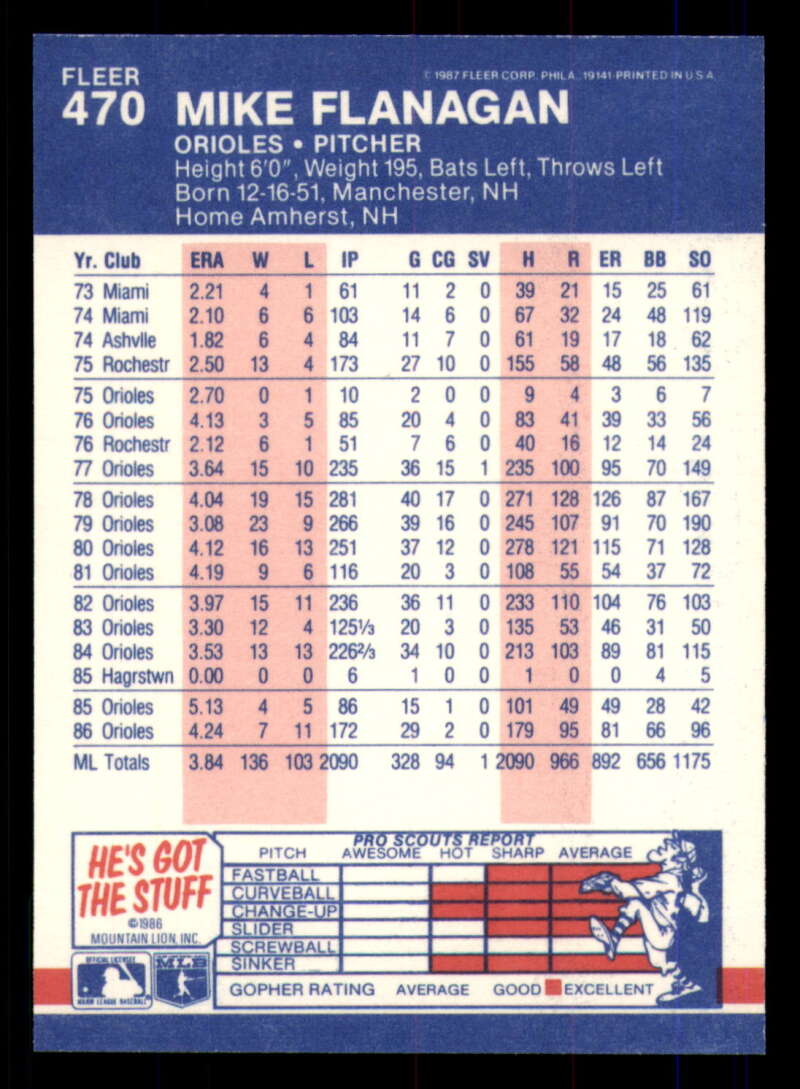 FLEER
© 1987 FLEER CORP. PHILA. 19141-PRINTED IN U.S.A.
470 MIKE FLANAGAN
ORIOLES • PITCHER
Height 6'0", Weight 195, Bats Left, Throws Left
Born 12-16-51, Manchester, NH
Home Amherst, NH
Yr. Club ERA W L IP G CG SV H R ER BB SO
73 Miami 2.21 4 1 61 11 2 0 39 21 15 25 61
74 Miami 2.10 6 6 103 14 6 0 67 32 24 48 119
74 Ashvlle 1.82 6 4 84 11 7 0 61 19 17 18 62
75 Rochestr 2.50 13 4 173 27 10 0 155 58 48 56 135
75 Orioles 2.70 0 1 10 2 0 0 9 4 3 6 7
76 Orioles 4.13 3 5 85 20 4 0 83 41 39 33 56
76 Rochestr 2.12 6 1 51 7 6 0 40 16 12 14 24
77 Orioles 3.64 15 10 235 36 15 1 235 100 95 70 149
78 Orioles 4.04 19 15 281 40 17 0 271 128 126 87 167
79 Orioles 3.08 23 9 266 39 16 0 245 107 91 70 190
80 Orioles 4.12 16 13 251 37 12 0 278 121 115 71 128
81 Orioles 4.19 9 6 116 20 3 0 108 55 54 37 72
82 Orioles 3.97 15 11 236 36 11 0 233 110 104 76 103
83 Orioles 3.30 12 4 125⅓ 20 3 0 135 53 46 31 50
84 Orioles 3.53 13 13 226⅔ 34 10 0 213 103 89 81 115
85 Hagrstwn 0.00 0 0 6 1 0 0 1 0 0 4 5
85 Orioles 5.13 4 5 86 15 1 0 101 49 49 28 42
86 Orioles 4.24 7 11 172 29 2 0 179 95 81 66 96
ML Totals 3.84 136 103 2090 328 94 1 2090 966 892 656 1175
HE'S GOT
THE STUFF
©1986
MOUNTAIN LION, INC.
PRO SCOUTS REPORT
PITCH AWESOME HOT SHARP AVERAGE
FASTBALL
CURVEBALL
CHANGE-UP
SLIDER
SCREWBALL
SINKER
GOPHER RATING AVERAGE GOOD EXCELLENT
OFFICIAL LICENSEE
MAJOR LEAGUE BASEBALL
MLB